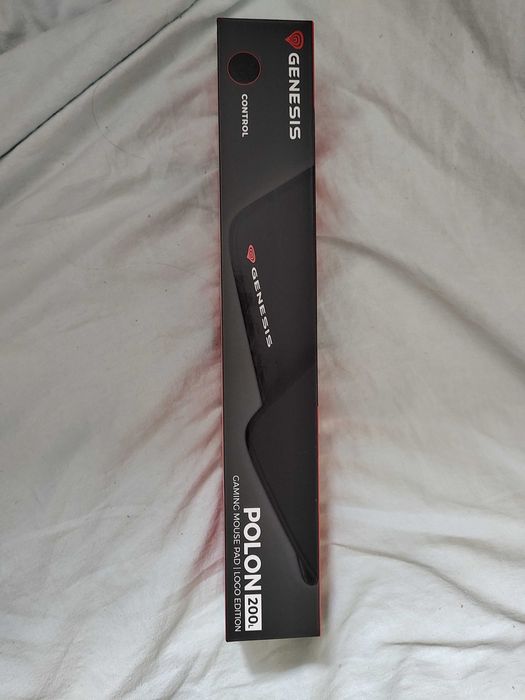 GENESIS
CONTROL
GENESIS
POLON 200L
GAMING MOUSE PAD | LOGO EDITION